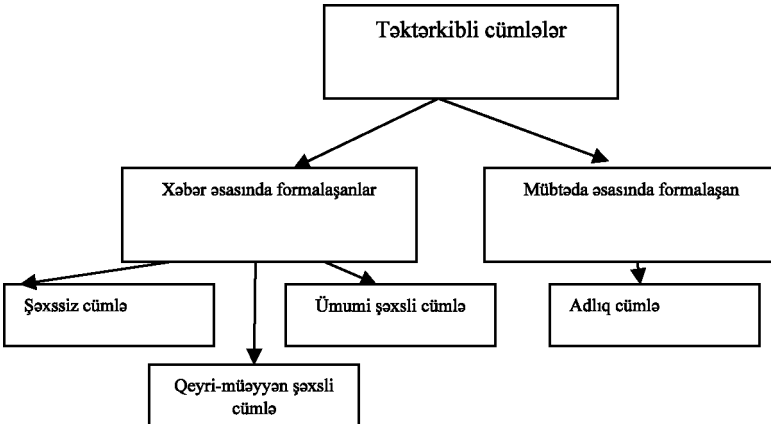 Təktərkibli cümlələr
Xəbər əsasında formalaşanlar
Mübtəda əsasında formalaşan
Şəxssiz cümlə
Ümumi şəxsli cümlə
Adlıq cümlə
Qeyri-müəyyən şəxsli
cümlə